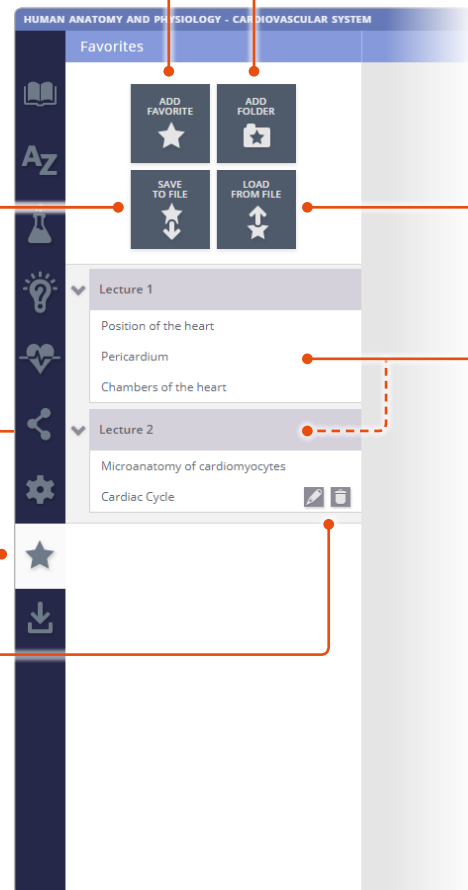 HUMAN ANATOMY AND PHYSIOLOGY - CARDIOVASCULAR SYSTEM
Favorites
ADD
FAVORITE
ADD
FOLDER
SAVE
TO FILE
LOAD
FROM FILE
AZ
Lecture 1
Position of the heart
Pericardium
Chambers of the heart
Lecture 2
Microanatomy of cardiomyocytes
Cardiac Cycle